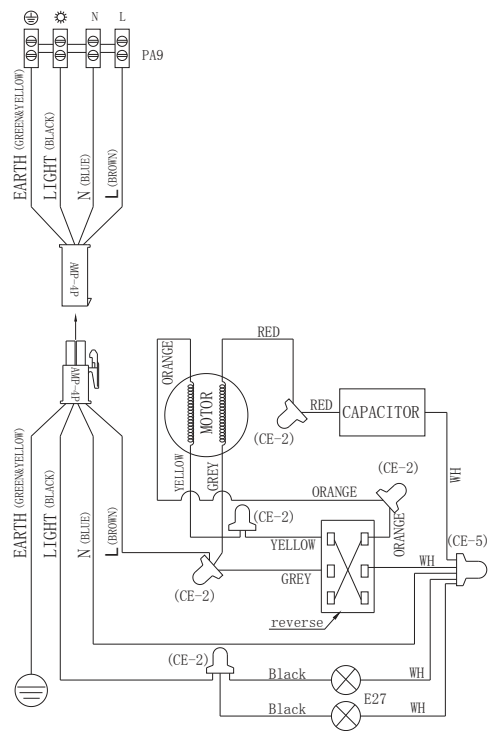 N L
PA9
EARTH (GREEN&YELLOW)
LIGHT (BLACK)
N (BLUE)
L (BROWN)
AMP-4P
AMP-4P
EARTH (GREEN&YELLOW)
LIGHT (BLACK)
N (BLUE)
L (BROWN)
ORANGE
RED
MOTOR
RED
CAPACITOR
(CE-2)
YELLOW
GREY
WH
(CE-2)
ORANGE
(CE-2)
ORANGE
YELLOW
(CE-5)
WH
GREY
(CE-2)
reverse
(CE-2)
Black
WH
E27
Black
WH